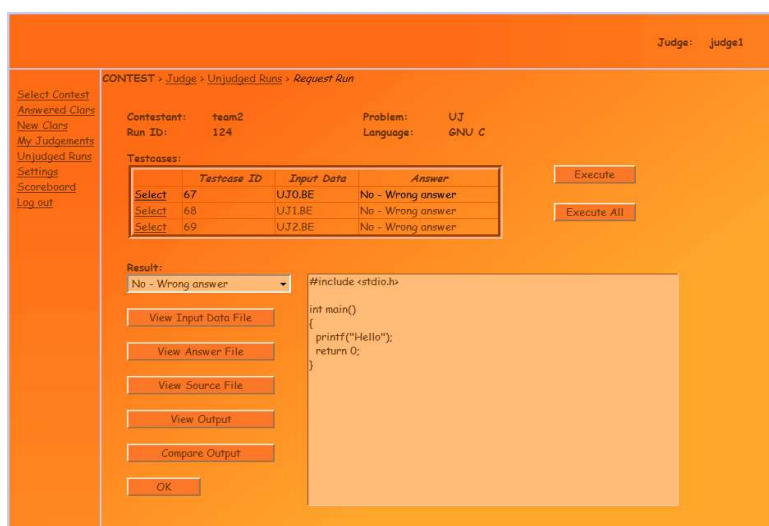 Judge: judge1
CONTEST > Judge > Unjudged Runs > Request Run
Select Contest
Answered Clars
New Clars
My Judgements
Unjudged Runs
Settings
Scoreboard
Log out
Contestant: team2 Problem: UJ
Run ID: 124 Language: GNU C
Testcases:
Testcase ID Input Data Answer
Select 67 UJ0.BE No - Wrong answer
Select 68 UJ1.BE No - Wrong answer
Select 69 UJ2.BE No - Wrong answer
Execute
Execute All
Result:
No - Wrong answer
View Input Data File
View Answer File
View Source File
View Output
Compare Output
OK
#include <stdio.h>
int main()
{
printf("Hello");
return 0;
}